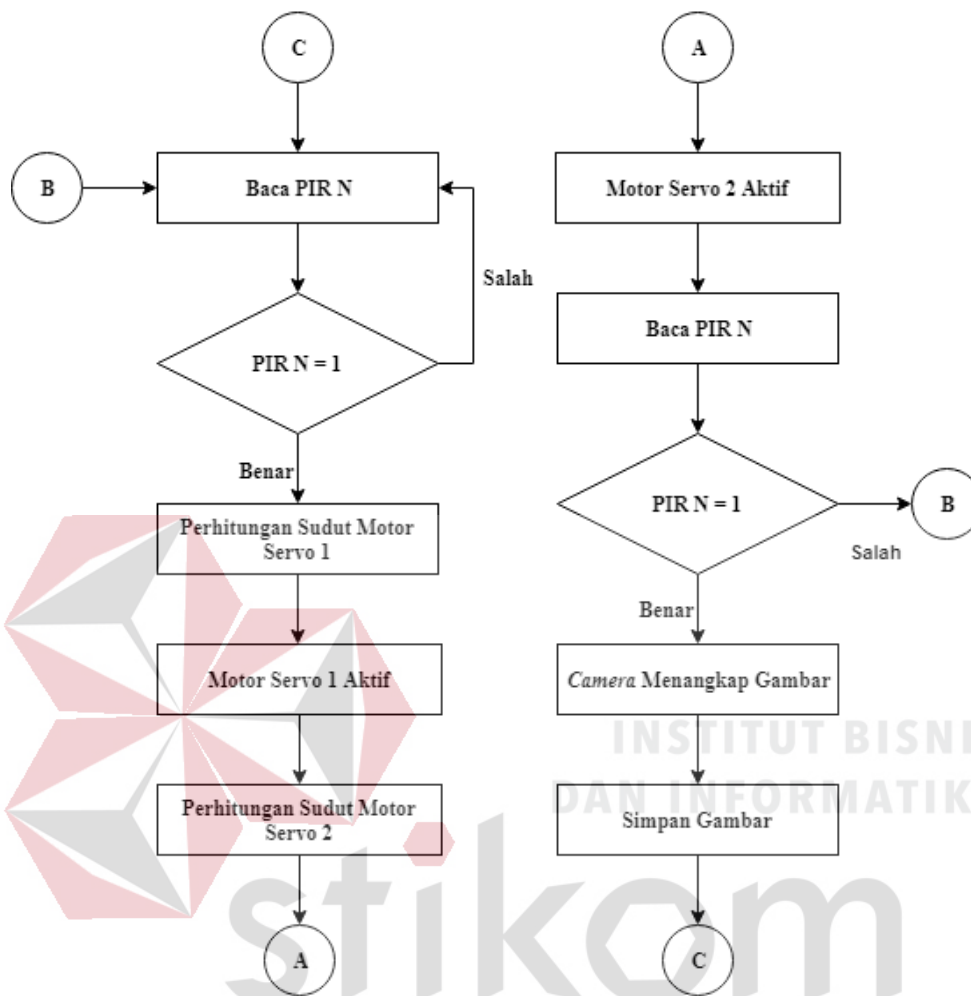 C
B
Baca PIR N
Salah
PIR N = 1
Benar
Perhitungan Sudut Motor
Servo 1
Motor Servo 1 Aktif
Perhitungan Sudut Motor
Servo 2
A
A
Motor Servo 2 Aktif
Baca PIR N
PIR N = 1
B
Salah
Benar
Camera Menangkap Gambar
Simpan Gambar
C
INSTITUT BISNI
DAN INFORMATIK
stikom